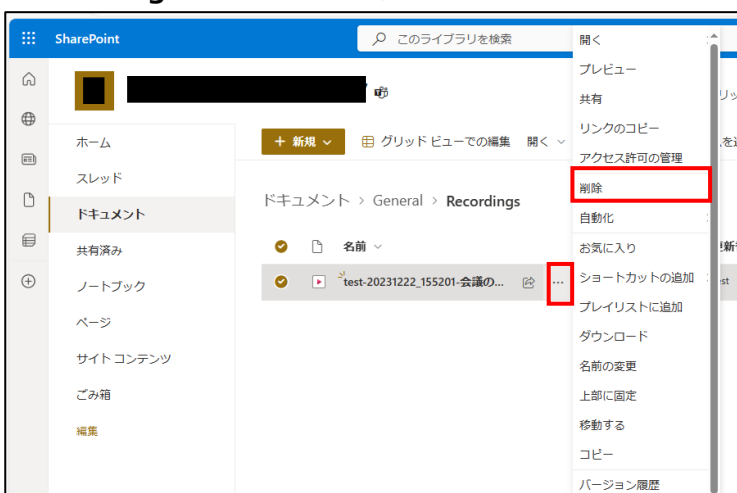 SharePoint
このライブラリを検索
ホーム
スレッド
ドキュメント
共有済み
ノートブック
ページ
サイト コンテンツ
ごみ箱
編集
+ 新規
グリッド ビューでの編集
開く
ドキュメント > General > Recordings
名前
test-20231222_155201-会議の...
開く
プレビュー
共有
リンクのコピー
アクセス許可の管理
削除
自動化
お気に入り
ショートカットの追加
プレイリストに追加
ダウンロード
名前の変更
上部に固定
移動する
コピー
バージョン履歴